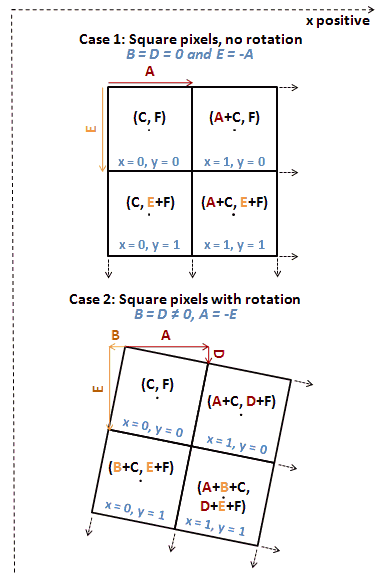 x positive
Case 1: Square pixels, no rotation
B = D = 0 and E = -A
A
E
(C, F)
(A+C, F)
x = 0, y = 0
x = 1, y = 0
(C, E+F)
(A+C, E+F)
x = 0, y = 1
x = 1, y = 1
Case 2: Square pixels with rotation
B = D ≠ 0, A = -E
B
A
D
E
(C, F)
(A+C, D+F)
x = 0, y = 0
x = 1, y = 0
(B+C, E+F)
(A+B+C,
D+E+F)
x = 0, y = 1
x = 1, y = 1